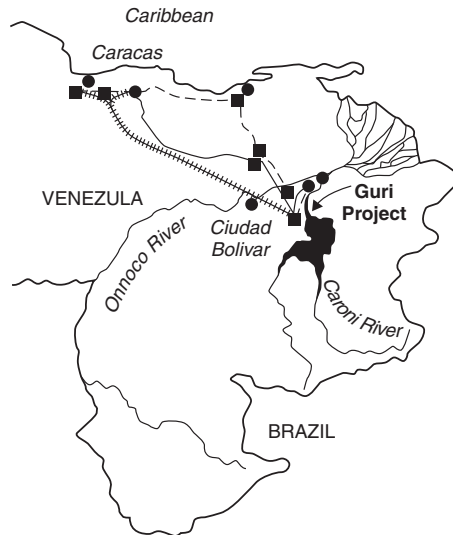 Caribbean
Caracas
VENEZULA
Guri
Project
Ciudad
Bolivar
Onnoco River
Caroni River
BRAZIL